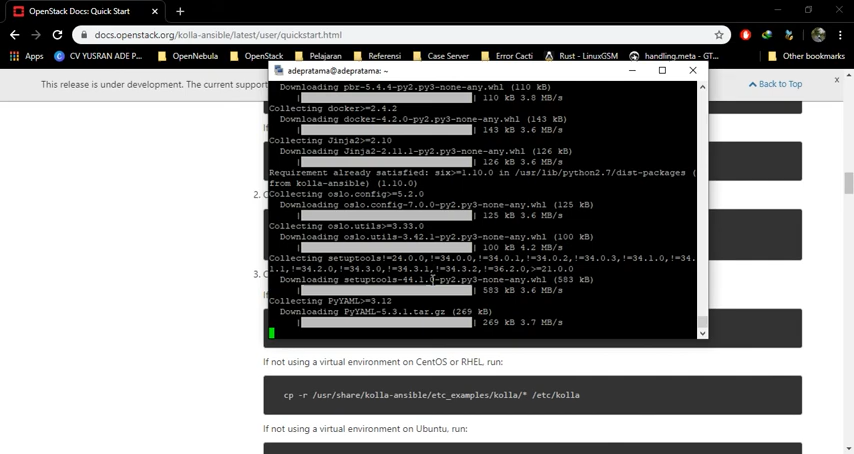 OpenStack Docs: Quick Start
docs.openstack.org/kolla-ansible/latest/user/quickstart.html
Apps
CV YUSRAN ADE P...
OpenNebula
OpenStack
Pelajaran
Referensi
Case Server
Error Cacti
Rust - LinuxGSM
handling.meta - GT...
Other bookmarks
This release is under development. The current support
Back to Top
x
adepratama@adepratama: ~
Downloading pbr-5.4.4-py2.py3-none-any.whl (110 kB)
| | 110 kB 3.8 MB/s
Collecting docker>=2.4.2
Downloading docker-4.2.0-py2.py3-none-any.whl (143 kB)
| | 143 kB 3.6 MB/s
Collecting Jinja2>=2.10
Downloading Jinja2-2.11.1-py2.py3-none-any.whl (126 kB)
| | 126 kB 3.6 MB/s
Requirement already satisfied: six>=1.10.0 in /usr/lib/python2.7/dist-packages (
from kolla-ansible) (1.10.0)
Collecting oslo.config>=5.2.0
Downloading oslo.config-7.0.0-py2.py3-none-any.whl (125 kB)
| | 125 kB 3.6 MB/s
Collecting oslo.utils>=3.33.0
Downloading oslo.utils-3.42.1-py2.py3-none-any.whl (100 kB)
| | 100 kB 4.2 MB/s
Collecting setuptools!=24.0.0,!=34.0.0,!=34.0.1,!=34.0.2,!=34.0.3,!=34.1.0,!=34.
1.1,!=34.2.0,!=34.3.0,!=34.3.1,!=34.3.2,!=36.2.0,>=21.0.0
Downloading setuptools-44.1.0-py2.py3-none-any.whl (583 kB)
| | 583 kB 3.6 MB/s
Collecting PyYAML>=3.12
Downloading PyYAML-5.3.1.tar.gz (269 kB)
| | 269 kB 3.7 MB/s
If
2. C
3. C
If
If not using a virtual environment on CentOS or RHEL, run:
cp -r /usr/share/kolla-ansible/etc_examples/kolla/* /etc/kolla
If not using a virtual environment on Ubuntu, run: